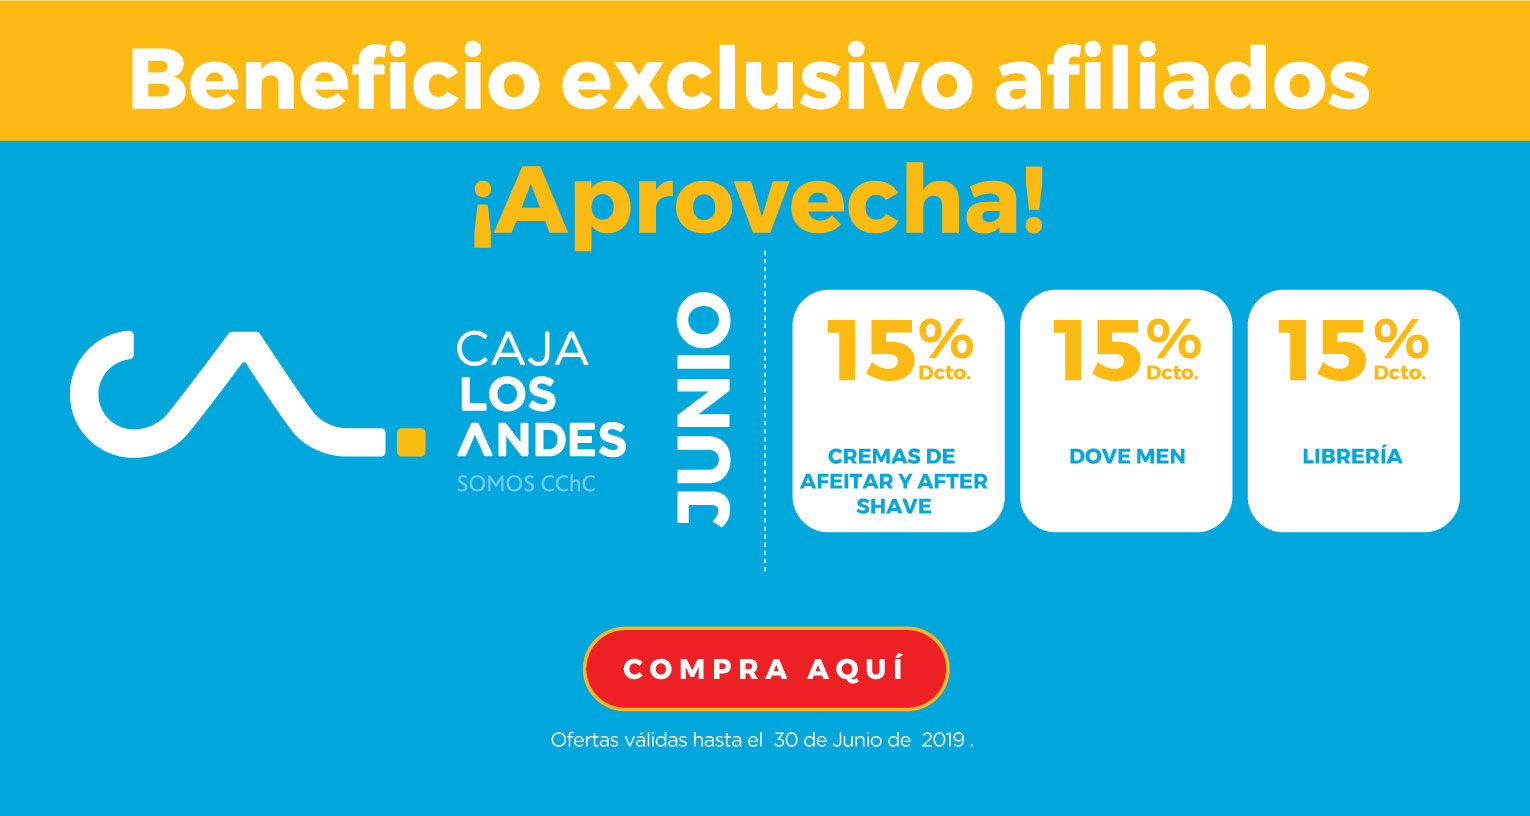 Beneficio exclusivo afiliados
¡Aprovecha!
CAJA
LOS
ANDES
SOMOS CChC
JUNIO
15%
Dcto.
CREMAS DE
AFEITAR Y AFTER
SHAVE
15%
Dcto.
DOVE MEN
15%
Dcto.
LIBRERÍA
COMPRA AQUÍ
Ofertas válidas hasta el 30 de Junio de 2019 .